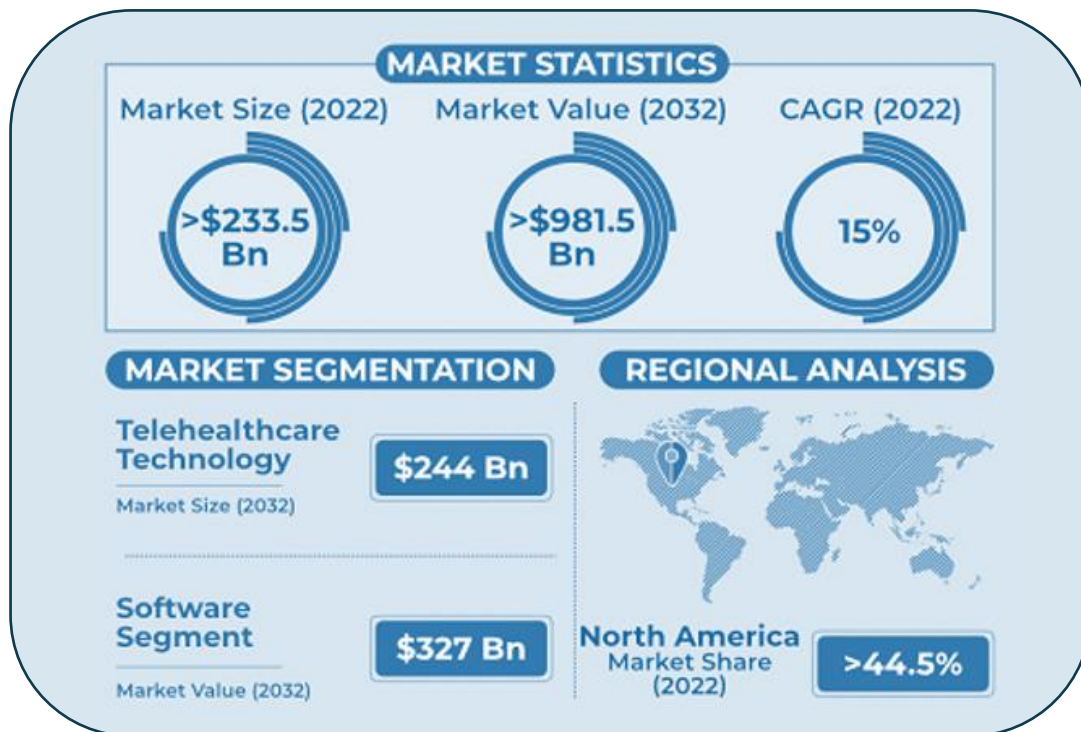 MARKET STATISTICS
Market Size (2022)
>$233.5
Bn
Market Value (2032)
>$981.5
Bn
CAGR (2022)
15%
MARKET SEGMENTATION
Telehealthcare
Technology
Market Size (2032)
$244 Bn
Software
Segment
Market Value (2032)
$327 Bn
REGIONAL ANALYSIS
North America
Market Share
(2022)
>44.5%